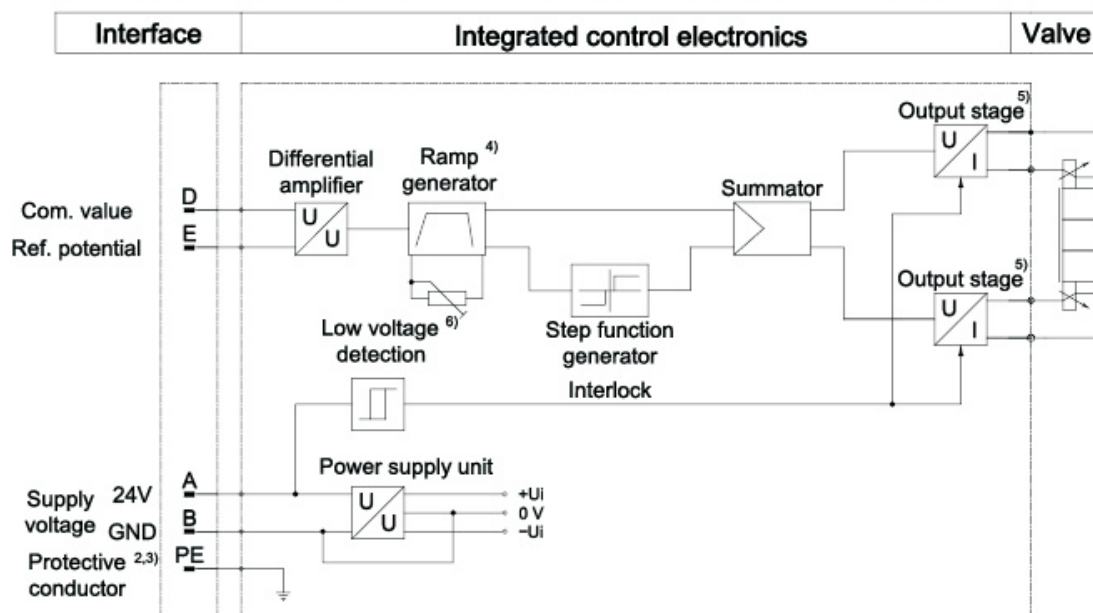 Interface
Integrated control electronics
Valve
Output stage 5)
U
I
Differential
amplifier
U
U
Ramp 4)
generator
Summator
Com. value
D
Ref. potential
E
Output stage 5)
U
I
Low voltage 6)
detection
Step function
generator
Interlock
Power supply unit
Supply
voltage
24V
A
GND
B
U
U
+Ui
0 V
–Ui
Protective 2,3)
conductor
PE